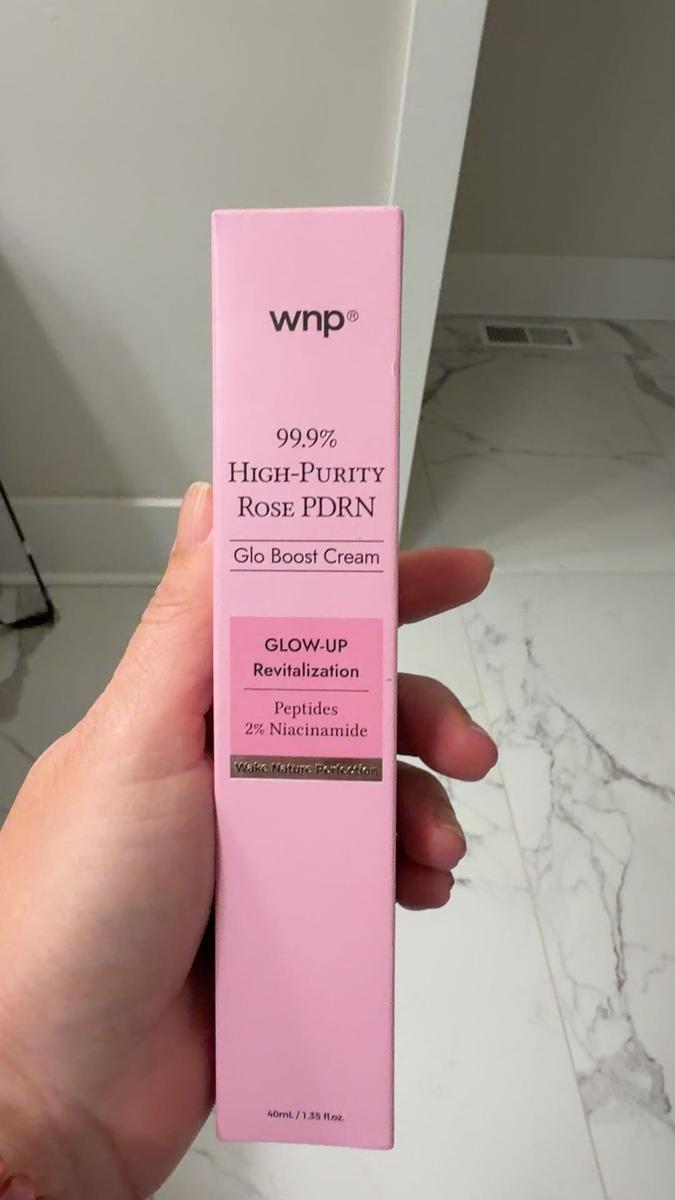 wnp®
99.9%
HIGH-PURITY
ROSE PDRN
Glo Boost Cream
GLOW-UP
Revitalization
Peptides
2% Niacinamide
Wake Nature Perfection
40mL / 1.35 fl.oz.